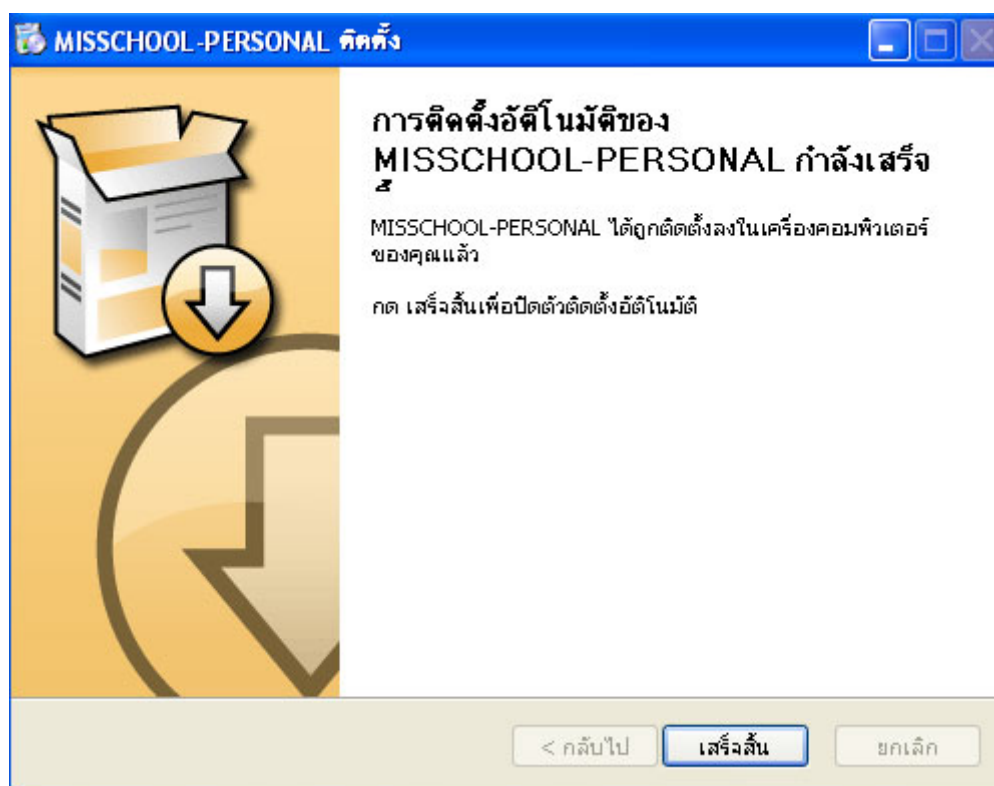 MISSCHOOL-PERSONAL ติดตั้ง
การติดตั้งอัติโนมัติของ
MISSCHOOL-PERSONAL กำลังเสร็จ
MISSCHOOL-PERSONAL ได้ถูกติดตั้งลงในเครื่องคอมพิวเตอร์
ของคุณแล้ว
กด เสร็จสิ้นเพื่อปิดตัวติดตั้งอัติโนมัติ
< กลับไป
เสร็จสิ้น
ยกเลิก